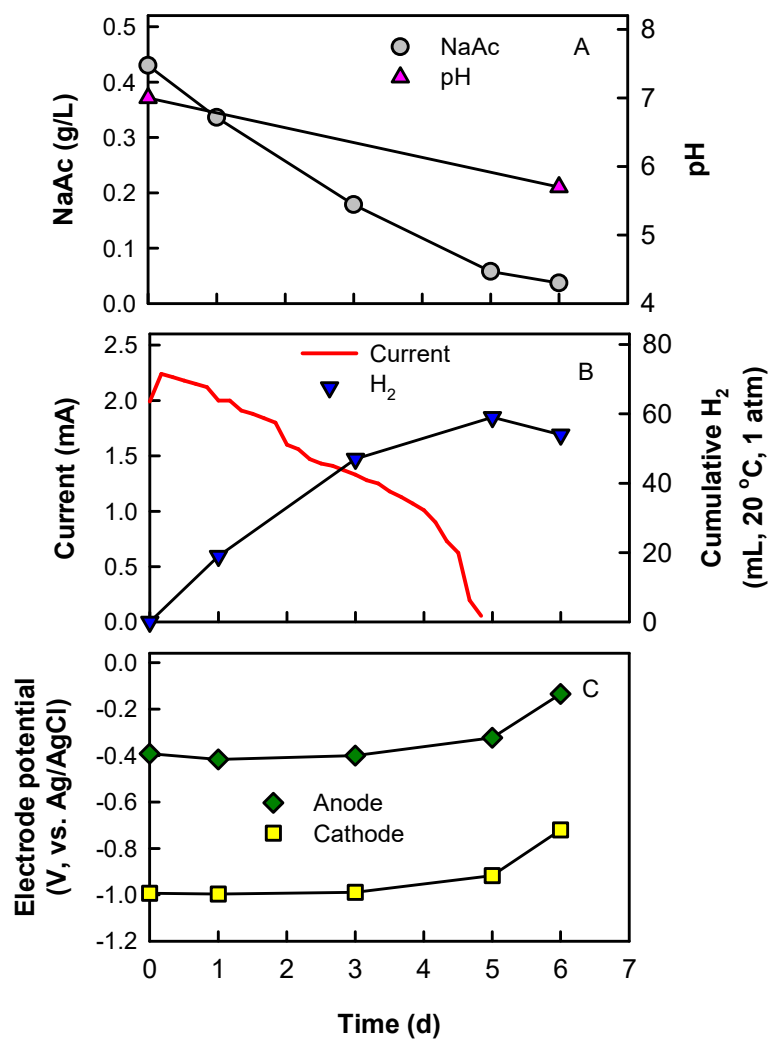 0.5
0.4
0.3
0.2
0.1
0.0
NaAc (g/L)
NaAc
pH
A
8
7
6
5
4
pH
2.5
2.0
1.5
1.0
0.5
0.0
Current (mA)
Current
H2
B
80
60
40
20
0
Cumulative H2
(mL, 20 °C, 1 atm)
0.0
-0.2
-0.4
-0.6
-0.8
-1.0
-1.2
Electrode potential
(V, vs. Ag/AgCl)
C
Anode
Cathode
0 1 2 3 4 5 6 7
Time (d)